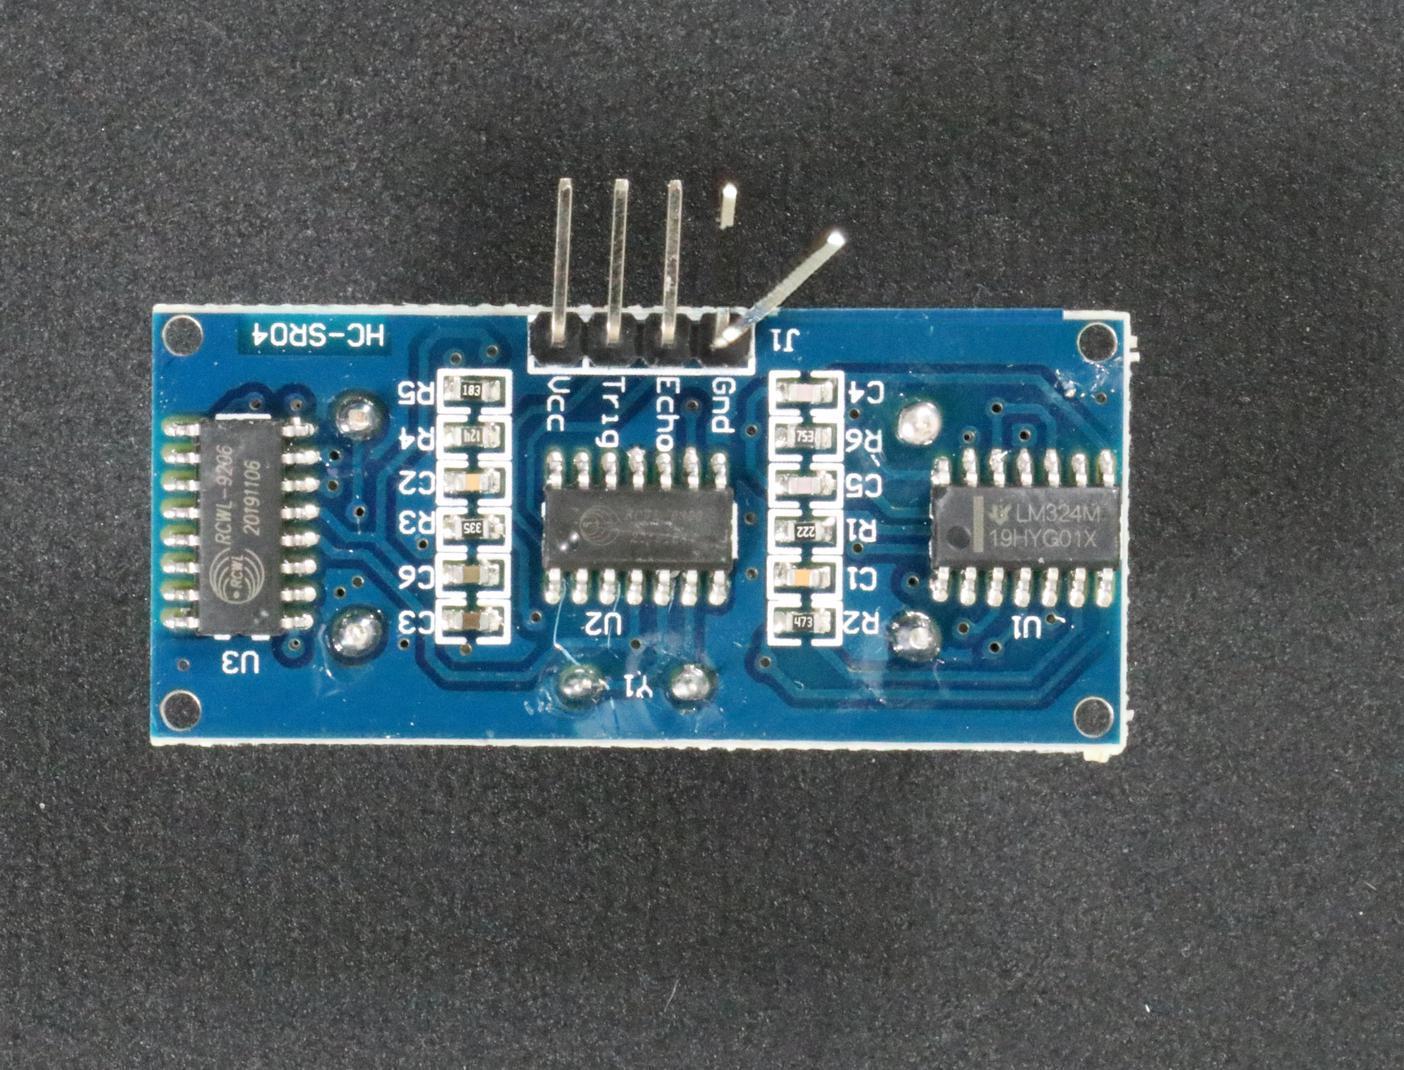 HC-SR04
J1
Vcc
Trig
Echo
Gnd
R5
183
C4
R4
124
R6
753
C2
C5
R3
335
R1
222
C6
C1
C3
R2
473
RCWL-9206
20191106
RCWL
LM324M
19HYG01X
U3
U2
U1
Y1